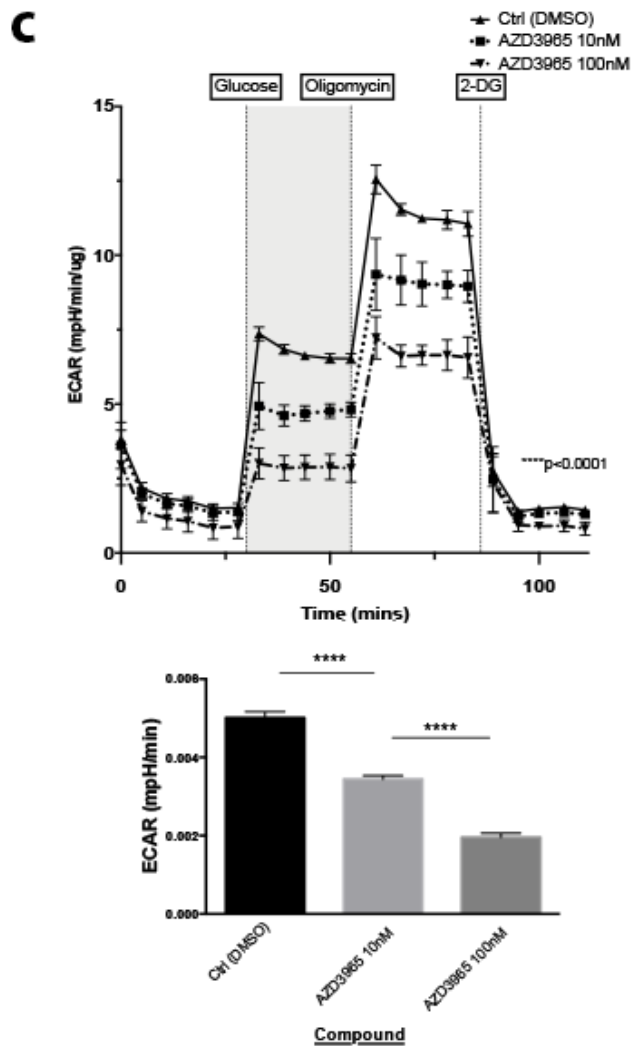 C
Ctrl (DMSO)
AZD3965 10nM
AZD3965 100nM
Glucose
Oligomycin
2-DG
15
10
5
0
ECAR (mpH/min/ug)
****p<0.0001
0
50
100
Time (mins)
****
****
0.006
0.004
0.002
0.000
ECAR (mpH/min)
Ctrl (DMSO)
AZD3965 10nM
AZD3965 100nM
Compound